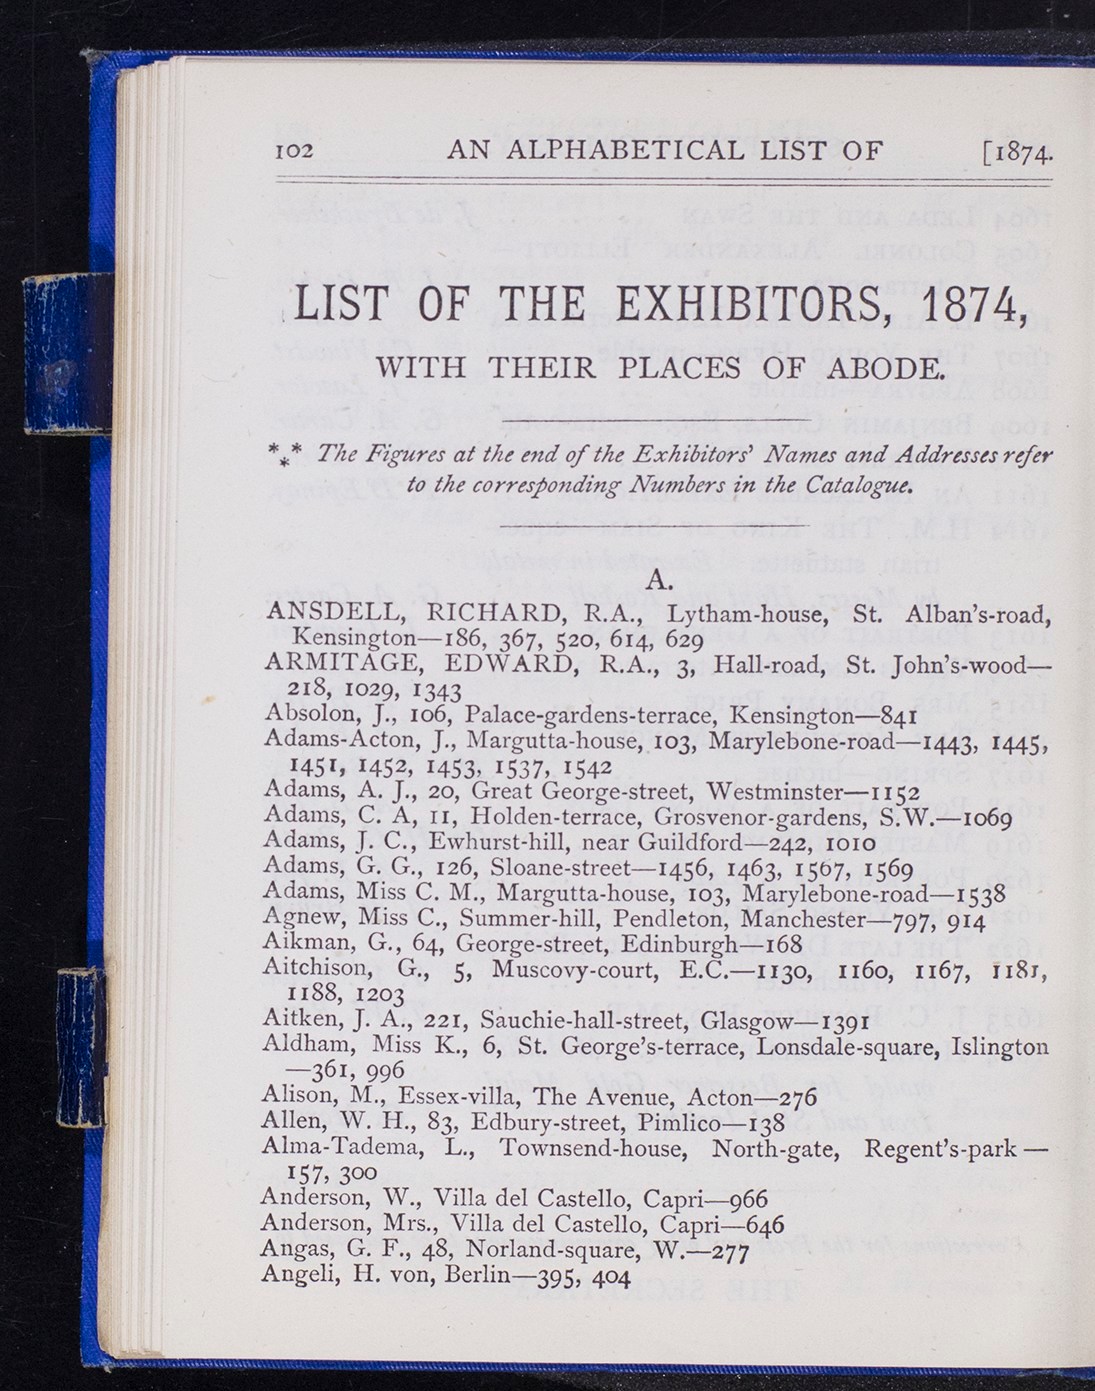 102 AN ALPHABETICAL LIST OF [1874.
LIST OF THE EXHIBITORS, 1874,
WITH THEIR PLACES OF ABODE.
*** The Figures at the end of the Exhibitors' Names and Addresses refer
to the corresponding Numbers in the Catalogue.
A.
ANSDELL, RICHARD, R.A., Lytham-house, St. Alban's-road,
Kensington—186, 367, 520, 614, 629
ARMITAGE, EDWARD, R.A., 3, Hall-road, St. John's-wood—
218, 1029, 1343
Absolon, J., 106, Palace-gardens-terrace, Kensington—841
Adams-Acton, J., Margutta-house, 103, Marylebone-road—1443, 1445,
1451, 1452, 1453, 1537, 1542
Adams, A. J., 20, Great George-street, Westminster—1152
Adams, C. A, 11, Holden-terrace, Grosvenor-gardens, S.W.—1069
Adams, J. C., Ewhurst-hill, near Guildford—242, 1010
Adams, G. G., 126, Sloane-street—1456, 1463, 1567, 1569
Adams, Miss C. M., Margutta-house, 103, Marylebone-road—1538
Agnew, Miss C., Summer-hill, Pendleton, Manchester—797, 914
Aikman, G., 64, George-street, Edinburgh—168
Aitchison, G., 5, Muscovy-court, E.C.—1130, 1160, 1167, 1181,
1188, 1203
Aitken, J. A., 221, Sauchie-hall-street, Glasgow—1391
Aldham, Miss K., 6, St. George's-terrace, Lonsdale-square, Islington
—361, 996
Alison, M., Essex-villa, The Avenue, Acton—276
Allen, W. H., 83, Edbury-street, Pimlico—138
Alma-Tadema, L., Townsend-house, North-gate, Regent's-park —
157, 300
Anderson, W., Villa del Castello, Capri—966
Anderson, Mrs., Villa del Castello, Capri—646
Angas, G. F., 48, Norland-square, W.—277
Angeli, H. von, Berlin—395, 404